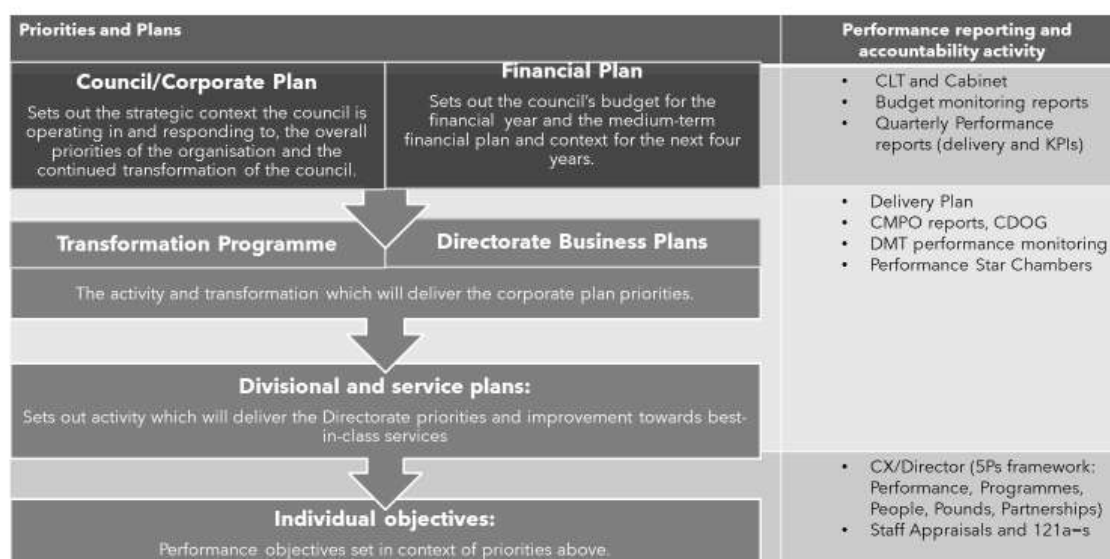 Priorities and Plans
Performance reporting and
accountability activity
Council/Corporate Plan
Sets out the strategic context the council is
operating in and responding to, the overall
priorities of the organisation and the
continued transformation of the council.
Financial Plan
Sets out the council's budget for the
financial year and the medium-term
financial plan and context for the next four
years.
• CLT and Cabinet
• Budget monitoring reports
• Quarterly Performance
reports (delivery and KPIs)
Transformation Programme
Directorate Business Plans
The activity and transformation which will deliver the corporate plan priorities.
• Delivery Plan
• CMPO reports, CDOG
• DMT performance monitoring
• Performance Star Chambers
Divisional and service plans:
Sets out activity which will deliver the Directorate priorities and improvement towards best-
in-class services
Individual objectives:
Performance objectives set in context of priorities above.
• CX/Director (5Ps framework:
Performance, Programmes,
People, Pounds, Partnerships)
• Staff Appraisals and 121a=s